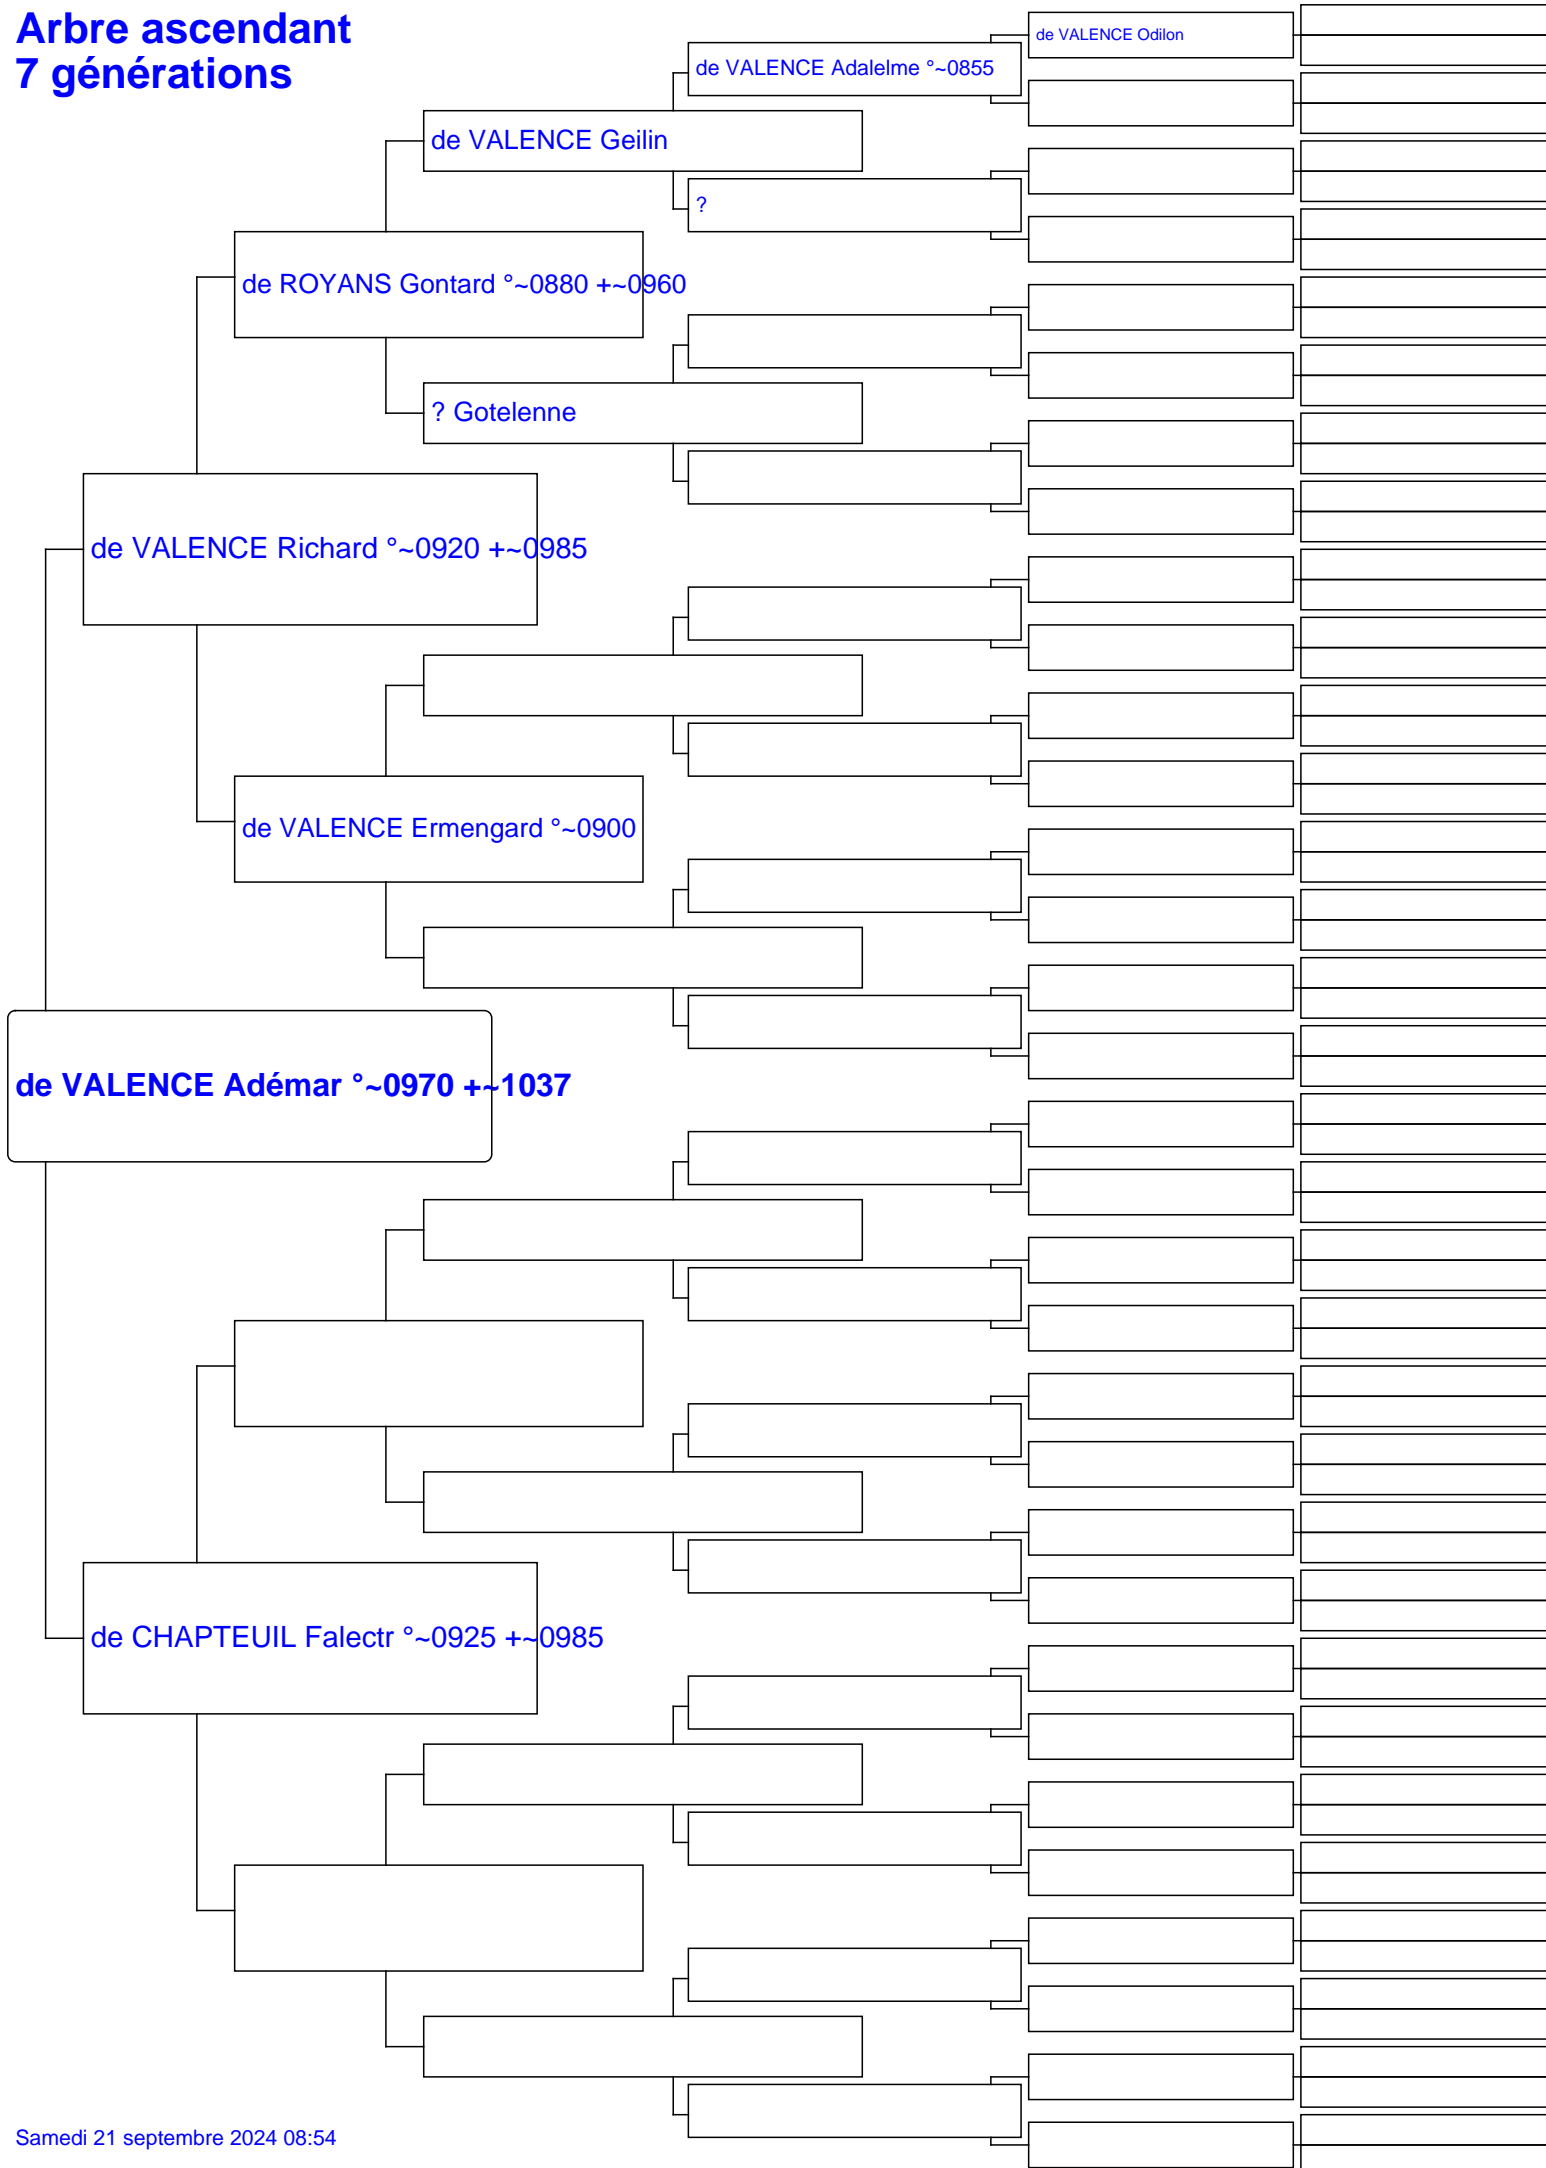 Arbre ascendant
7 générations
de VALENCE Odilon
de VALENCE Adalelme °~0855
de VALENCE Geilin
?
de ROYANS Gontard °~0880 +~0960
? Gotelenne
de VALENCE Richard °~0920 +~0985
de VALENCE Ermengard °~0900
de VALENCE Adémar °~0970 +~1037
de CHAPTEUIL Falectr °~0925 +~0985
Samedi 21 septembre 2024 08:54